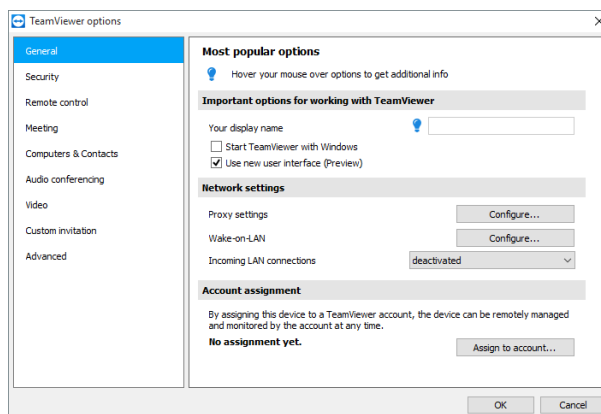 TeamViewer options
General
Security
Remote control
Meeting
Computers & Contacts
Audio conferencing
Video
Custom invitation
Advanced
Most popular options
Hover your mouse over options to get additional info
Important options for working with TeamViewer
Your display name
Start TeamViewer with Windows
Use new user interface (Preview)
Network settings
Proxy settings
Configure...
Wake-on-LAN
Configure...
Incoming LAN connections
deactivated
Account assignment
By assigning this device to a TeamViewer account, the device can be remotely managed
and monitored by the account at any time.
No assignment yet.
Assign to account...
OK
Cancel